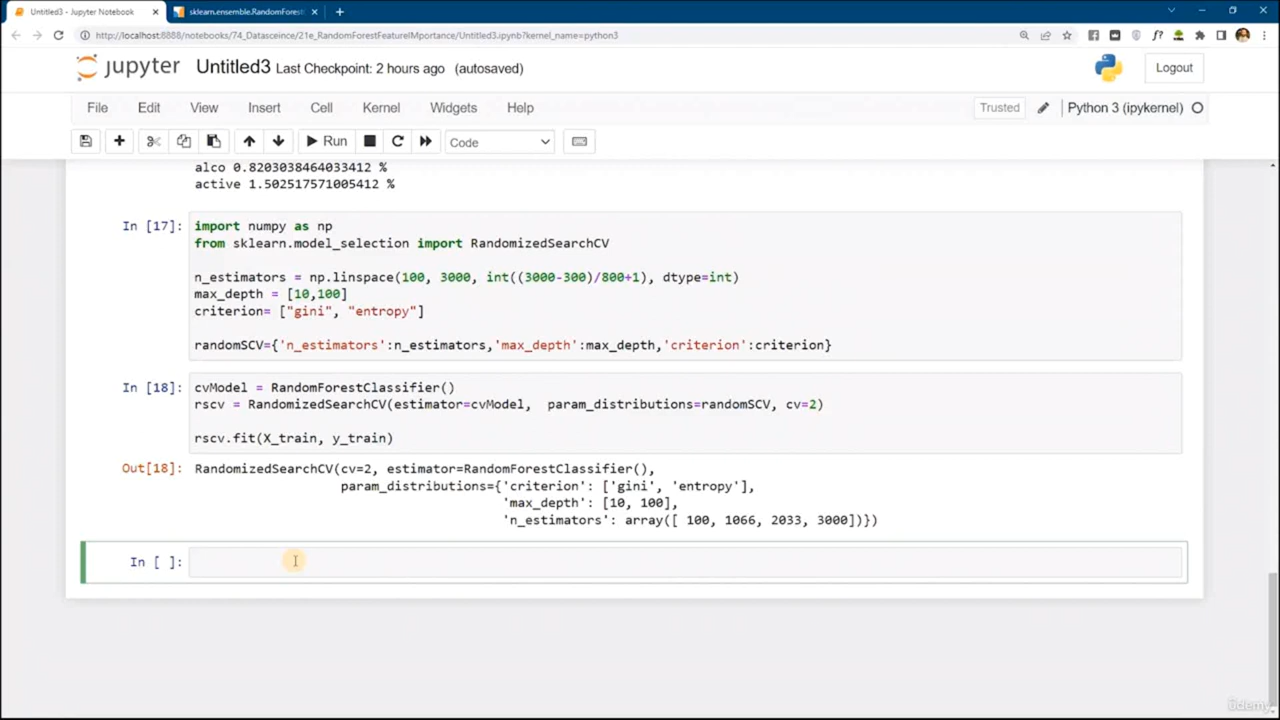 Untitled3 - Jupyter Notebook
sklearn.ensemble.RandomForest
http://localhost:8888/notebooks/74_Datasceince/21e_RandomForestFeatureIMportance/Untitled3.ipynb?kernel_name=python3
jupyter Untitled3 Last Checkpoint: 2 hours ago (autosaved)
Logout
File Edit View Insert Cell Kernel Widgets Help
Trusted
Python 3 (ipykernel)
Run
Code
alco 0.8203038464033412 %
active 1.502517571005412 %
In [17]: import numpy as np
from sklearn.model_selection import RandomizedSearchCV
n_estimators = np.linspace(100, 3000, int((3000-300)/800+1), dtype=int)
max_depth = [10,100]
criterion= ["gini", "entropy"]
randomSCV={'n_estimators':n_estimators,'max_depth':max_depth,'criterion':criterion}
In [18]: cvModel = RandomForestClassifier()
rscv = RandomizedSearchCV(estimator=cvModel,  param_distributions=randomSCV, cv=2)
rscv.fit(X_train, y_train)
Out[18]: RandomizedSearchCV(cv=2, estimator=RandomForestClassifier(),
param_distributions={'criterion': ['gini', 'entropy'],
'max_depth': [10, 100],
'n_estimators': array([ 100, 1066, 2033, 3000])})
In [ ]:
ûdemy